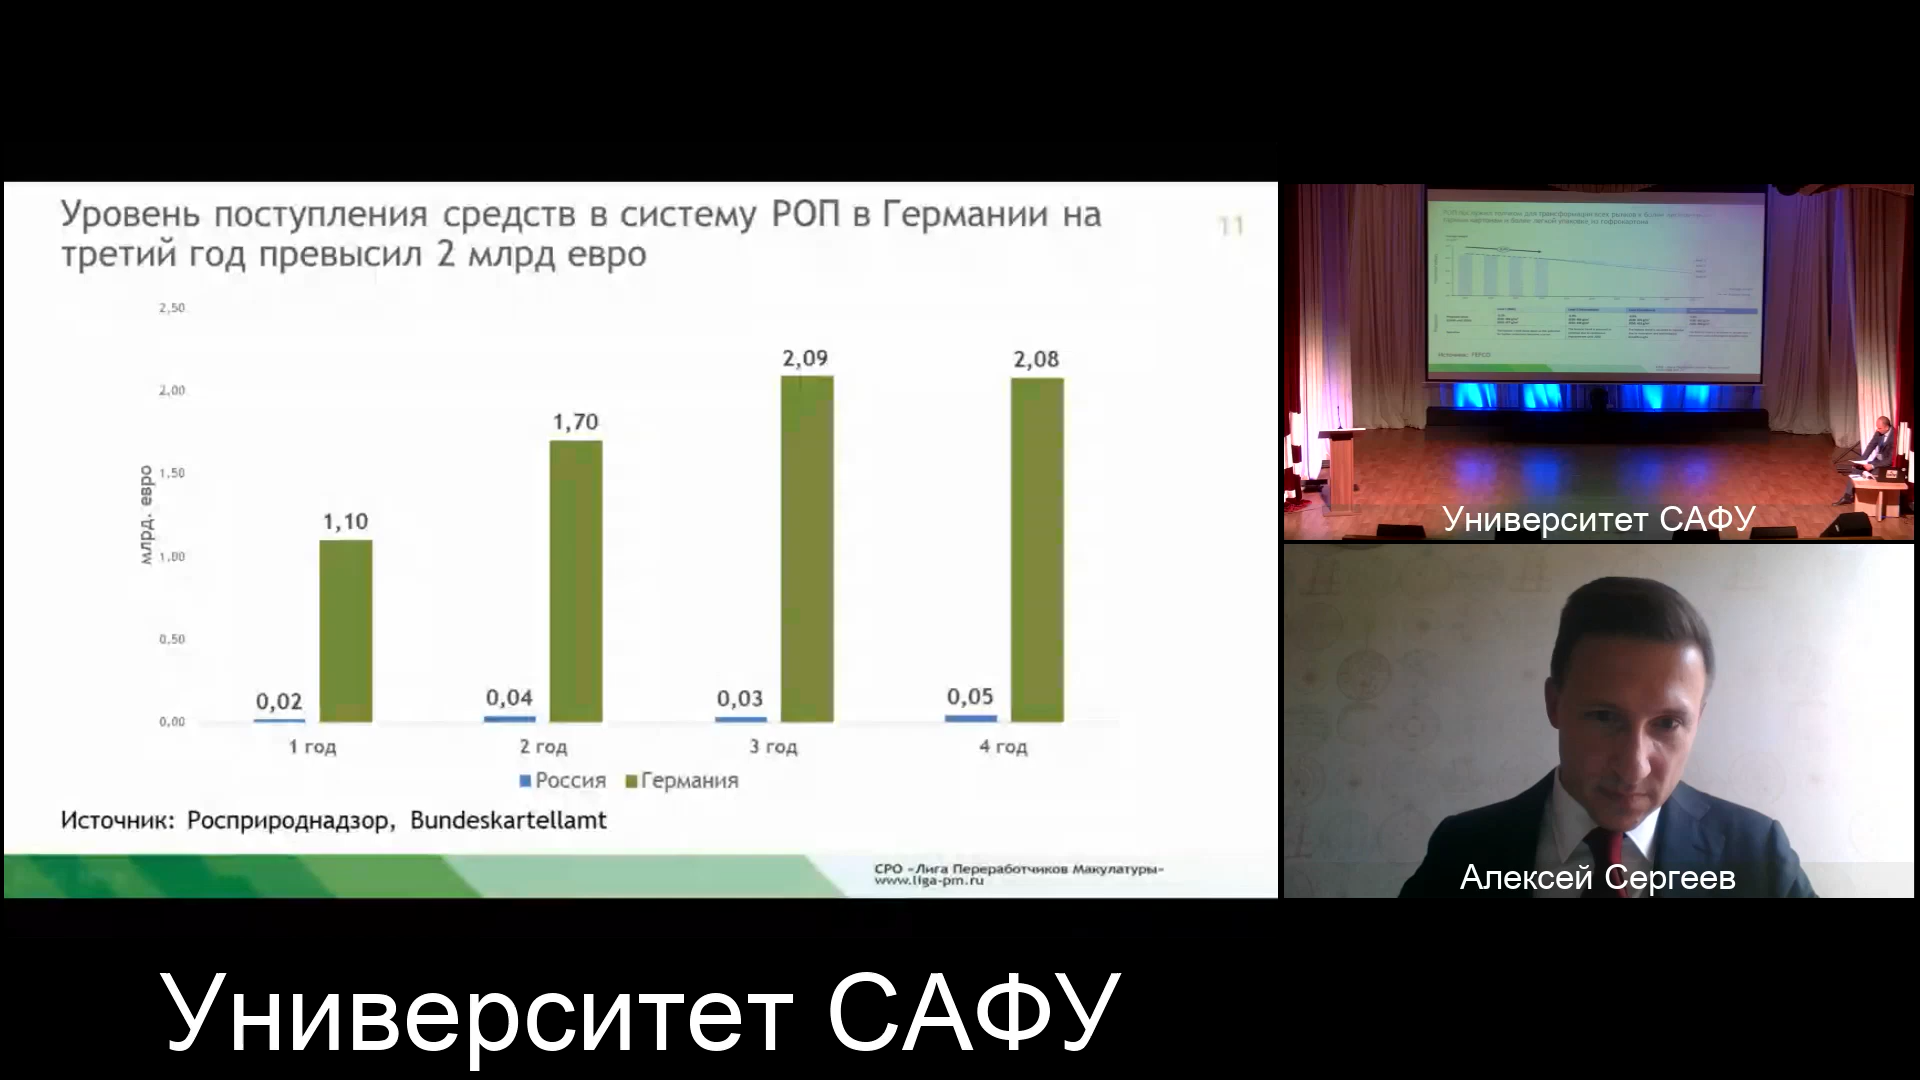 Уровень поступления средств в систему РОП в Германии на
третий год превысил 2 млрд евро
11
млрд. евро
2,50
2,00
1,50
1,00
0,50
0,00
0,02
1,10
0,04
1,70
0,03
2,09
0,05
2,08
1 год
2 год
3 год
4 год
Россия
Германия
Источник: Росприроднадзор, Bundeskartellamt
СРО «Лига Переработчиков Макулатуры»
www.liga-pm.ru
Университет САФУ
Алексей Сергеев
Университет САФУ